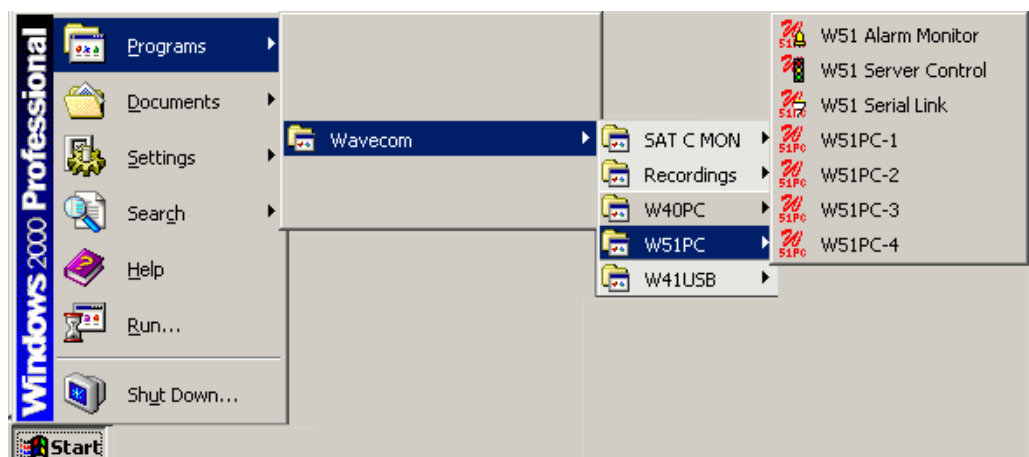 Windows 2000 Professional
Programs
Documents
Settings
Search
Help
Run...
Shut Down...
Start
Wavecom
SAT C MON
Recordings
W40PC
W51PC
W41USB
W51 Alarm Monitor
W51 Server Control
W51 Serial Link
W51PC-1
W51PC-2
W51PC-3
W51PC-4